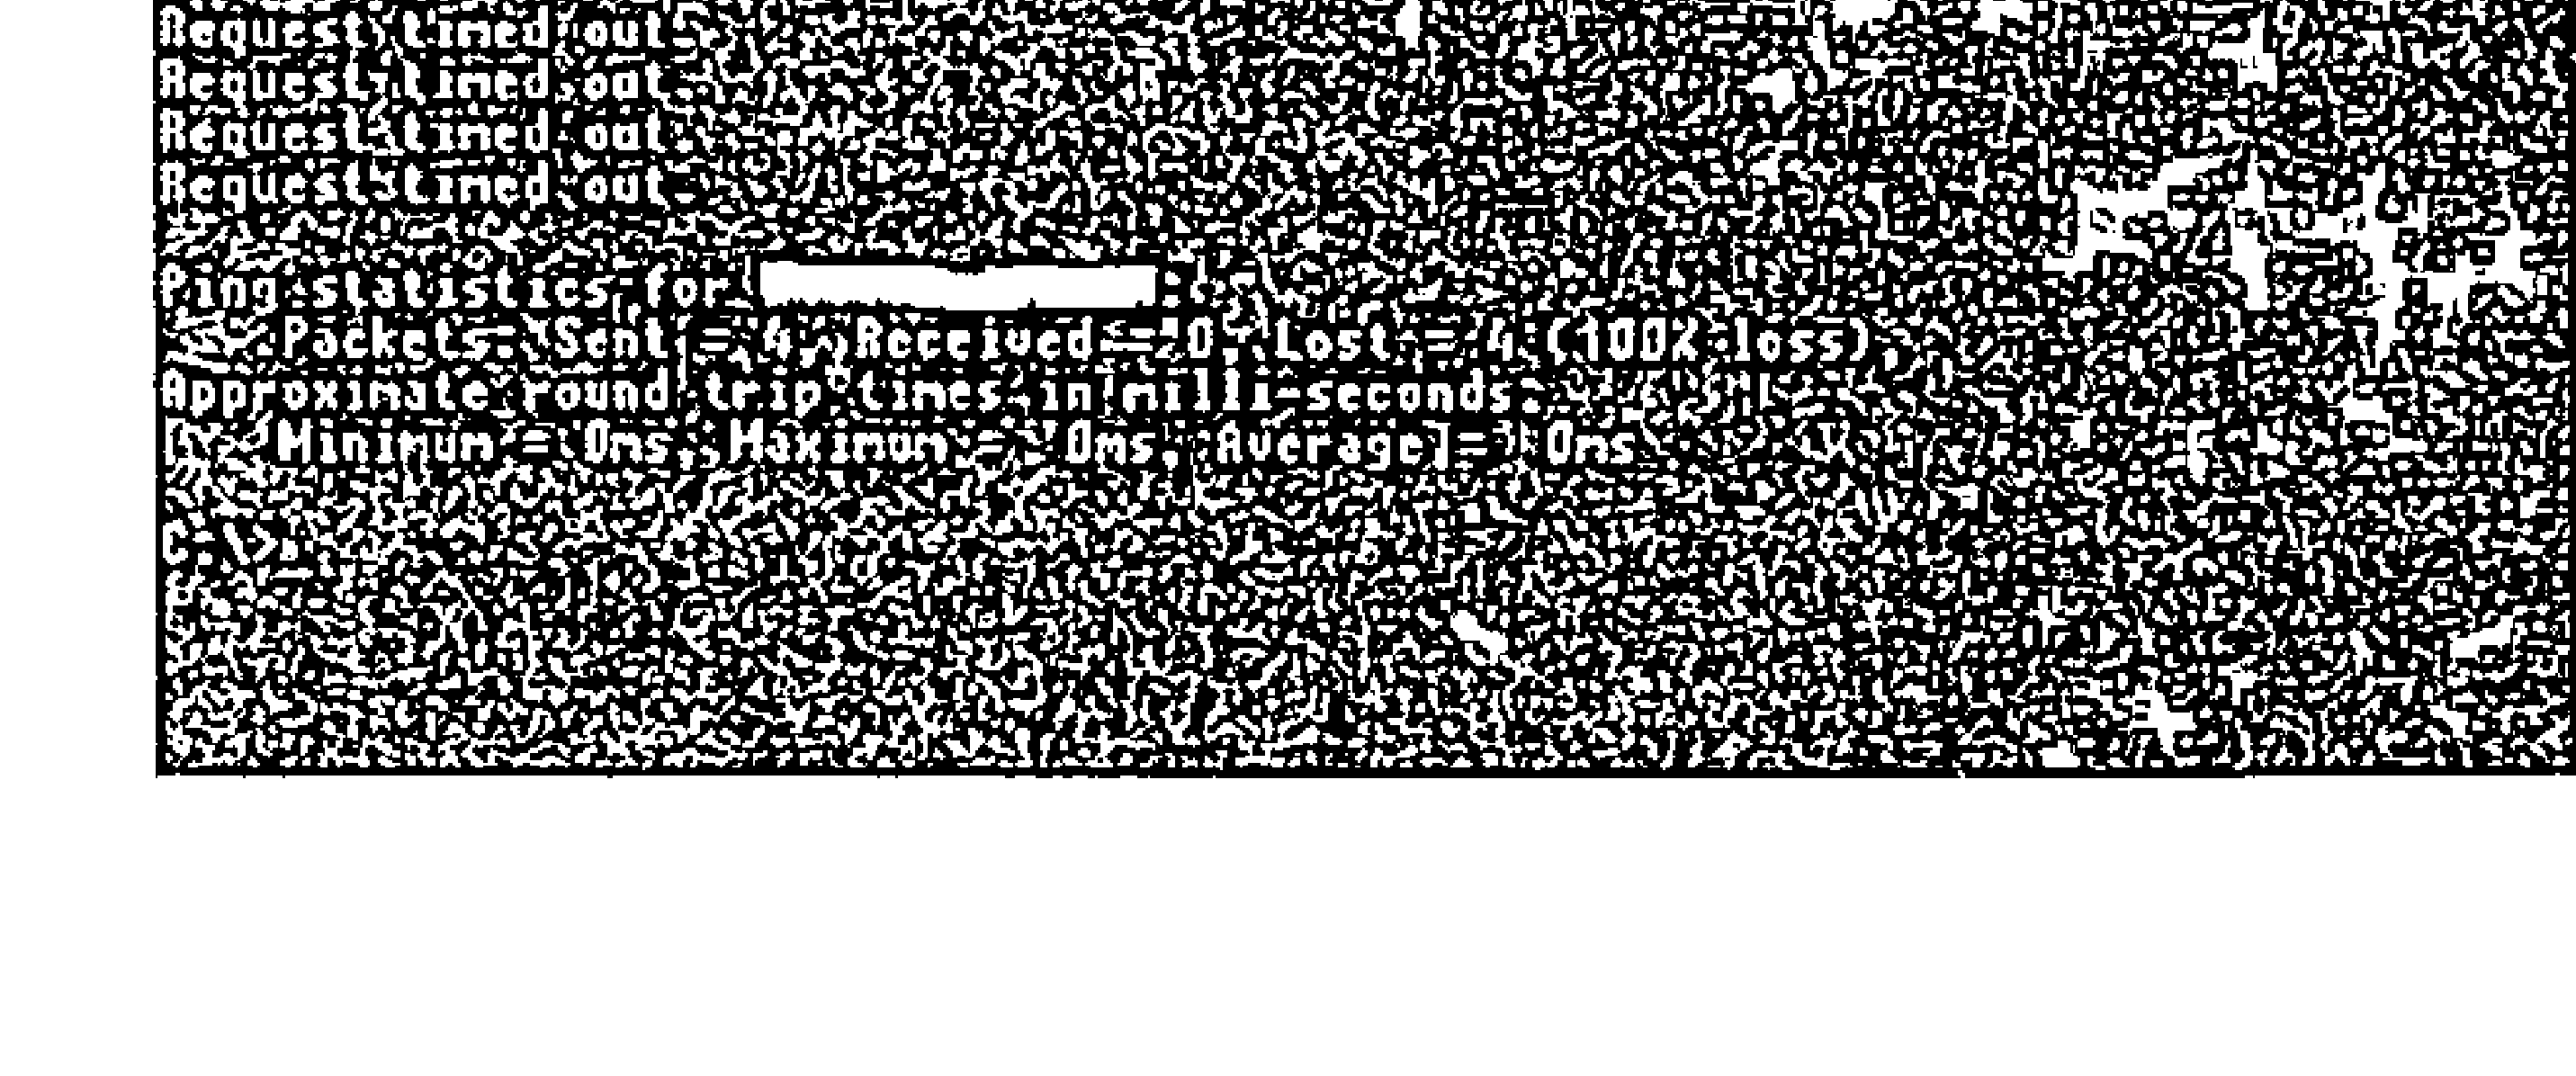 Request timed out.
Request timed out.
Request timed out.
Request timed out.
Ping statistics for
Packets: Sent = 4, Received = 0, Lost = 4 (100% loss),
Approximate round trip times in milli-seconds:
Minimum = 0ms, Maximum = 0ms, Average = 0ms
C:\>